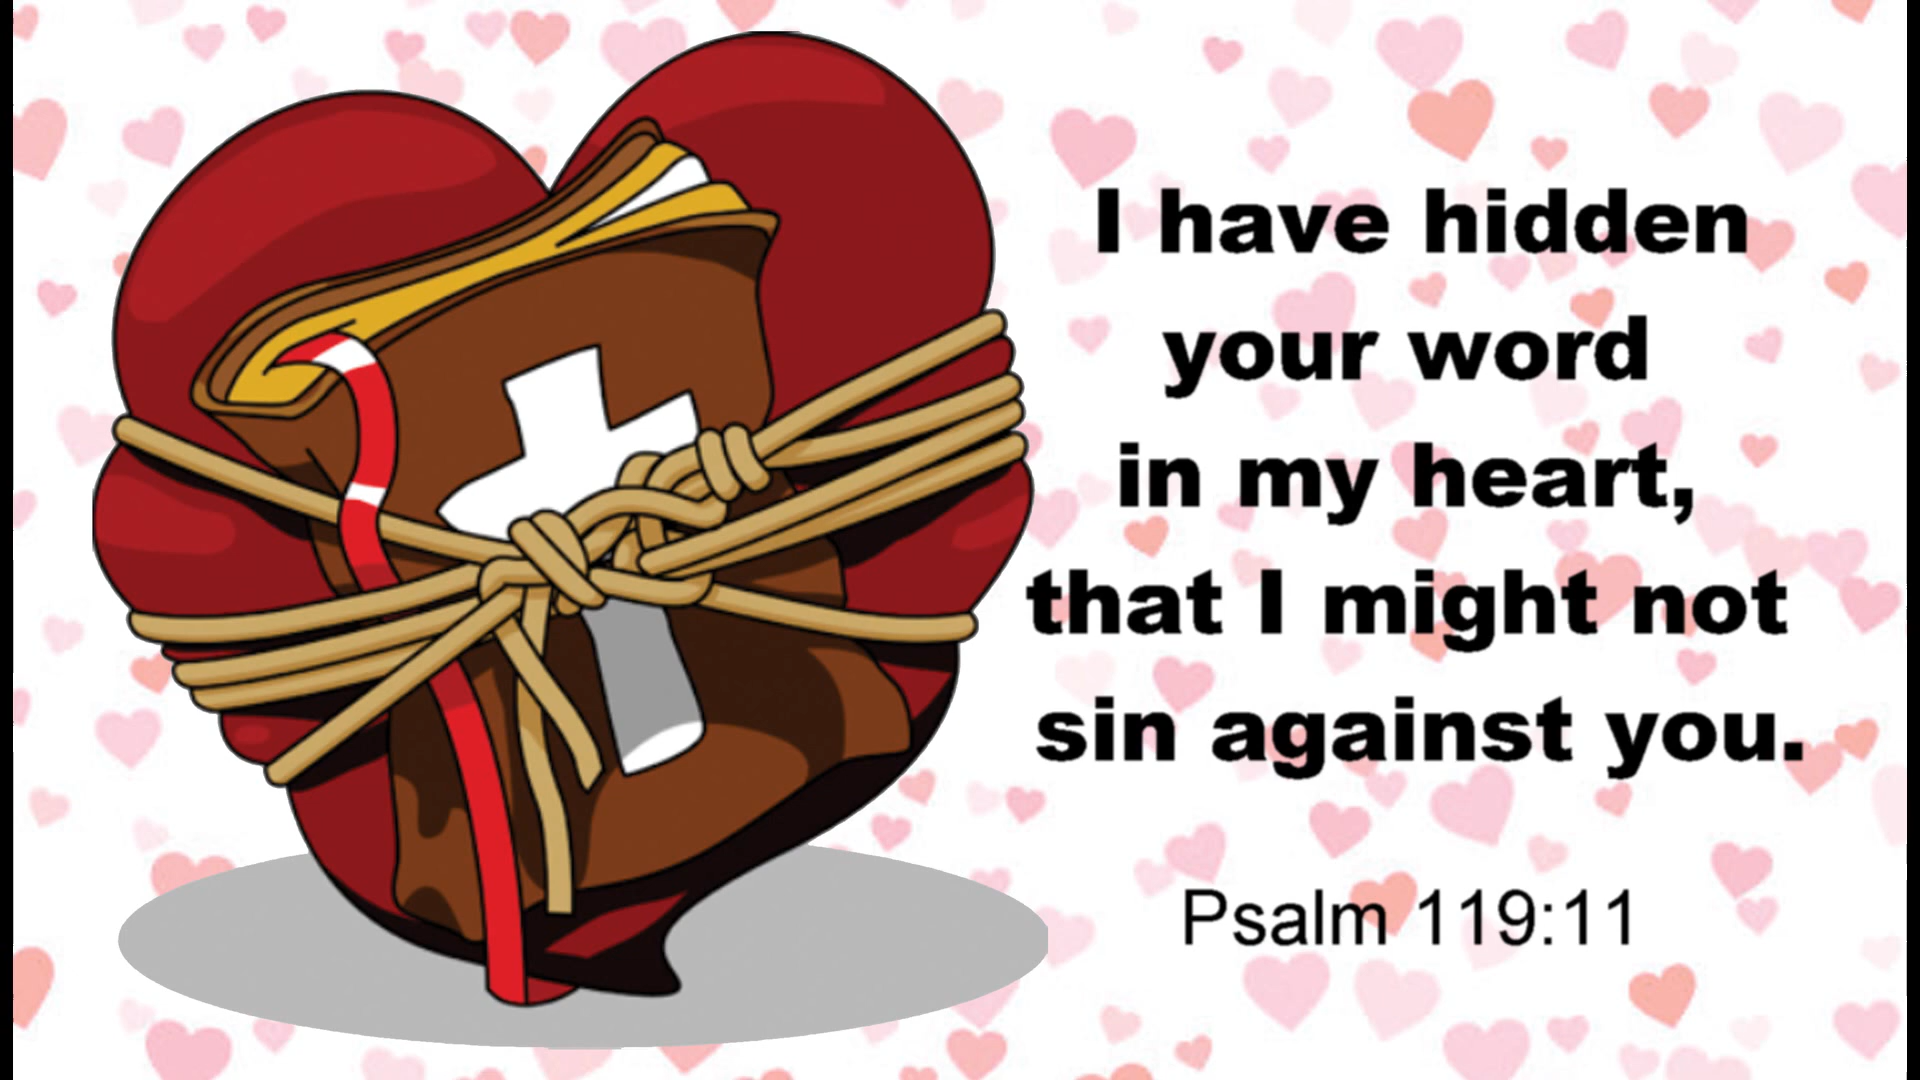 I have hidden
your word
in my heart,
that I might not
sin against you.
Psalm 119:11